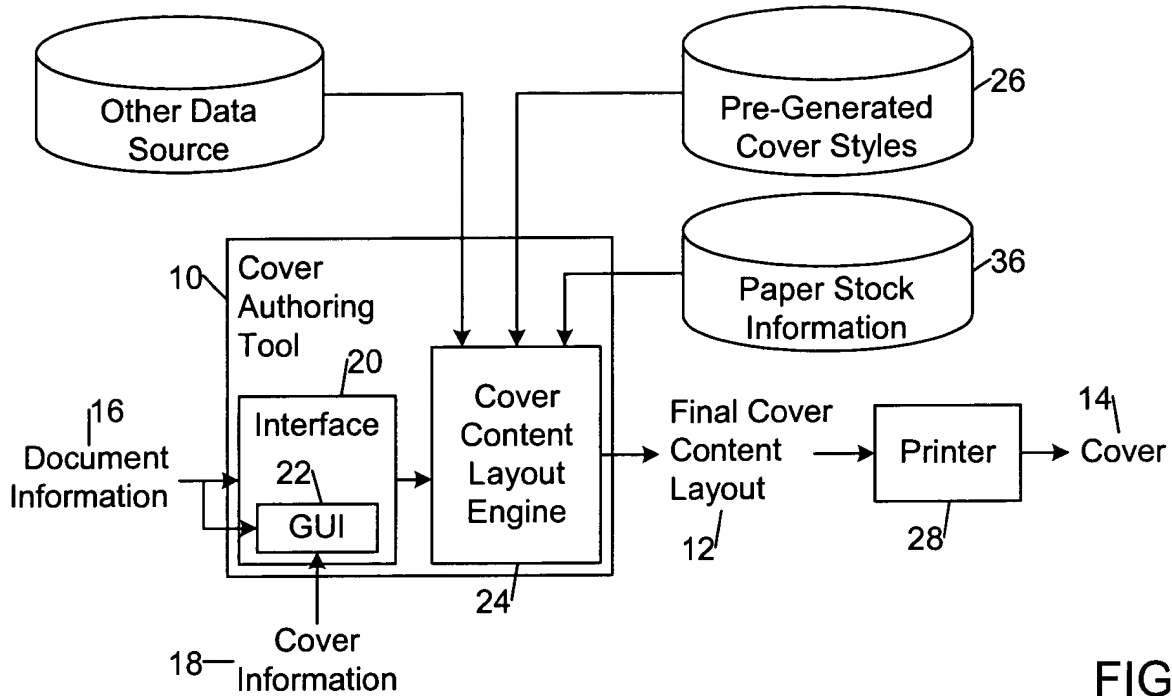 Other Data
Source
Pre-Generated
Cover Styles
26
Paper Stock
Information
36
10
Cover
Authoring
Tool
20
Interface
22
GUI
16
Document
Information
Cover
Content
Layout
Engine
24
Final Cover
Content
Layout
12
Printer
28
14
Cover
18
Cover
Information
FIG